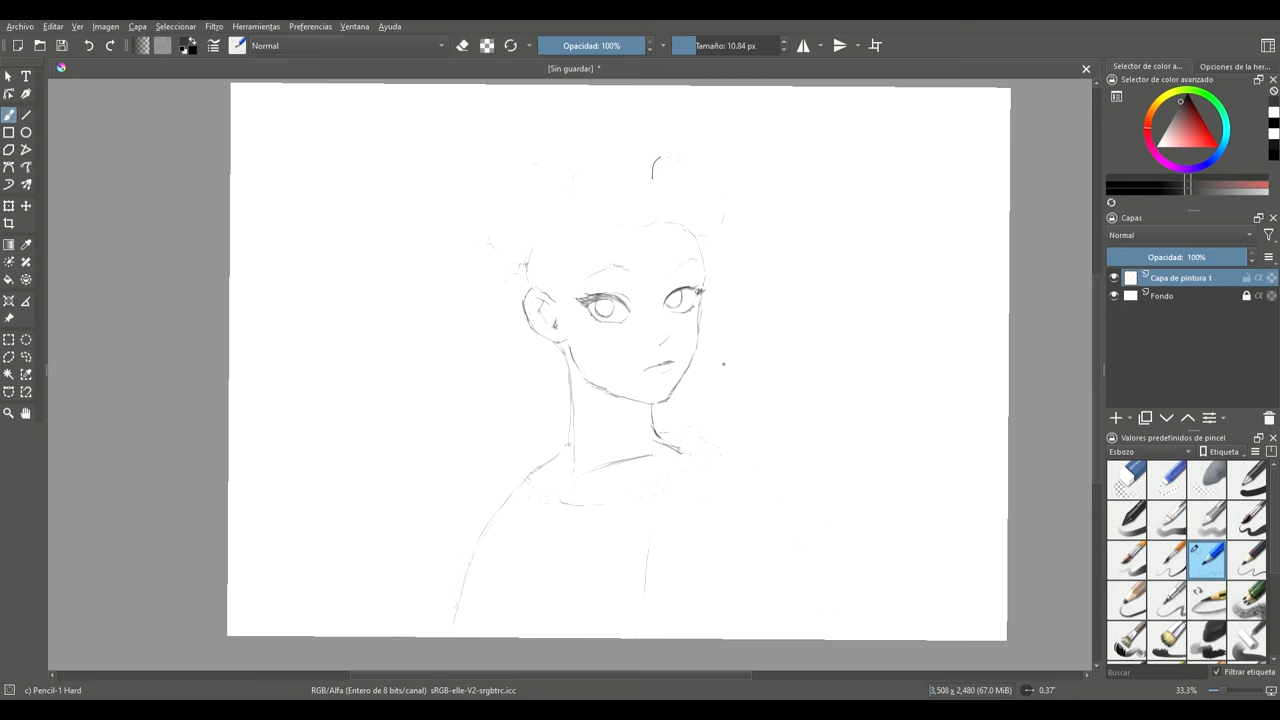 Archivo Editar Ver Imagen Capa Seleccionar Filtro Herramientas Preferencias Ventana Ayuda
Normal Opacidad: 100% Tamaño: 10.84 px
[Sin guardar] *
Selector de color a... Opciones de la her...
Selector de color avanzado
Capas
Normal
Opacidad: 100%
Capa de pintura 1
Fondo
Valores predefinidos de pincel
Esbozo Etiqueta
Buscar Filtrar etiqueta
c) Pencil-1 Hard RGB/Alfa (Entero de 8 bits/canal) sRGB-elle-V2-srgbtrc.icc 3,508 x 2,480 (67.0 MiB) 0.37° 33.3%